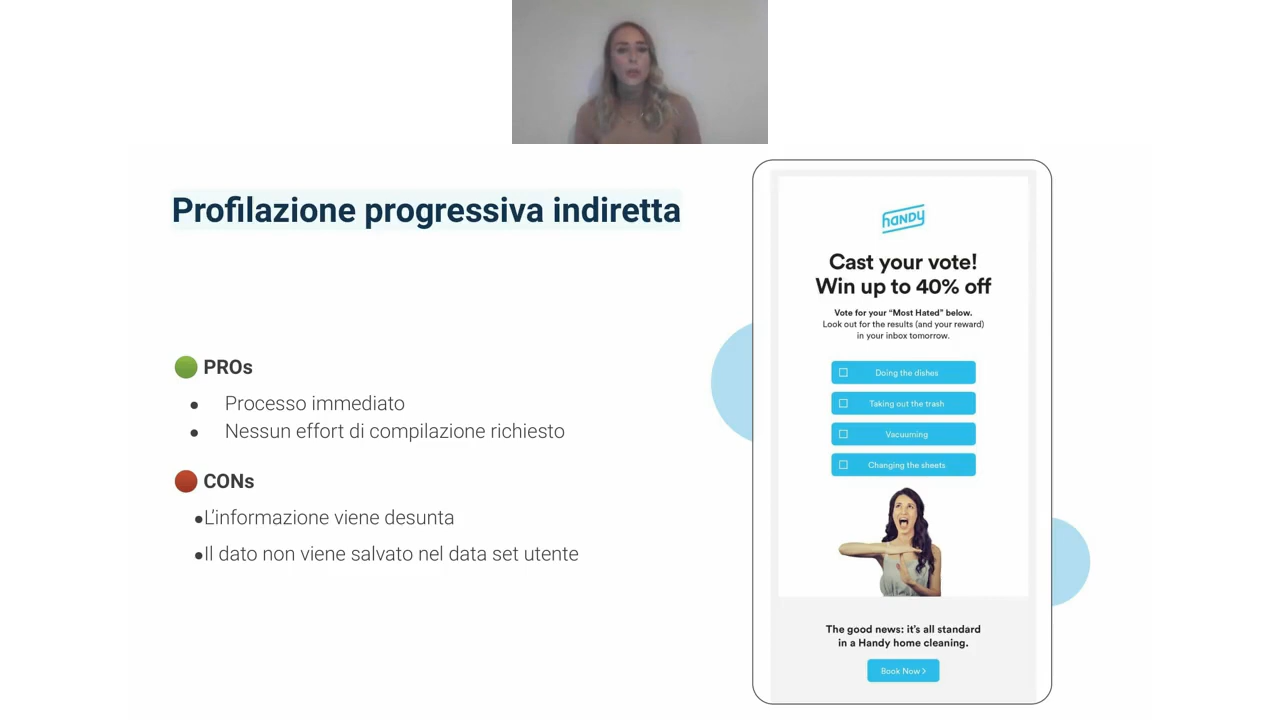 Profilazione progressiva indiretta
PROs
● Processo immediato
● Nessun effort di compilazione richiesto
CONs
●L'informazione viene desunta
●Il dato non viene salvato nel data set utente
handy
Cast your vote!
Win up to 40% off
Vote for your “Most Hated” below.
Look out for the results (and your reward)
in your inbox tomorrow.
Doing the dishes
Taking out the trash
Vacuuming
Changing the sheets
The good news: it's all standard
in a Handy home cleaning.
Book Now >